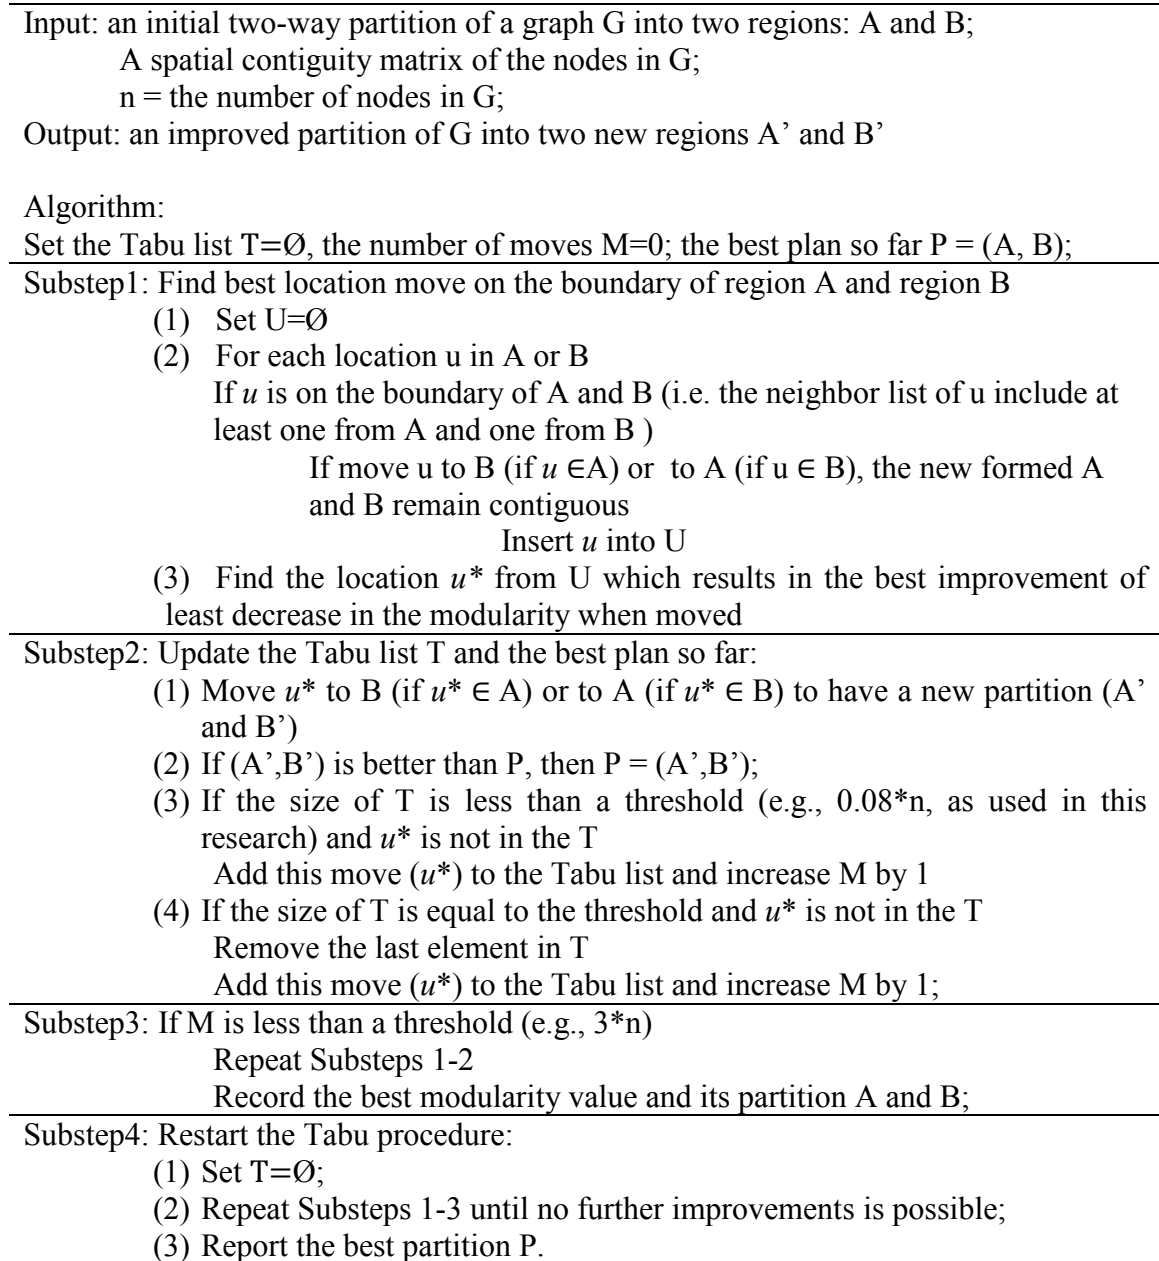 Input: an initial two-way partition of a graph G into two regions: A and B;
A spatial contiguity matrix of the nodes in G;
n = the number of nodes in G;
Output: an improved partition of G into two new regions A’ and B’
Algorithm:
Set the Tabu list T=Ø, the number of moves M=0; the best plan so far P = (A, B);
Substep1: Find best location move on the boundary of region A and region B
(1) Set U=Ø
(2) For each location u in A or B
If u is on the boundary of A and B (i.e. the neighbor list of u include at
least one from A and one from B )
If move u to B (if u ∈A) or to A (if u ∈ B), the new formed A
and B remain contiguous
Insert u into U
(3) Find the location u* from U which results in the best improvement of
least decrease in the modularity when moved
Substep2: Update the Tabu list T and the best plan so far:
(1) Move u* to B (if u* ∈ A) or to A (if u* ∈ B) to have a new partition (A’
and B’)
(2) If (A’,B’) is better than P, then P = (A’,B’);
(3) If the size of T is less than a threshold (e.g., 0.08*n, as used in this
research) and u* is not in the T
Add this move (u*) to the Tabu list and increase M by 1
(4) If the size of T is equal to the threshold and u* is not in the T
Remove the last element in T
Add this move (u*) to the Tabu list and increase M by 1;
Substep3: If M is less than a threshold (e.g., 3*n)
Repeat Substeps 1-2
Record the best modularity value and its partition A and B;
Substep4: Restart the Tabu procedure:
(1) Set T=Ø;
(2) Repeat Substeps 1-3 until no further improvements is possible;
(3) Report the best partition P.